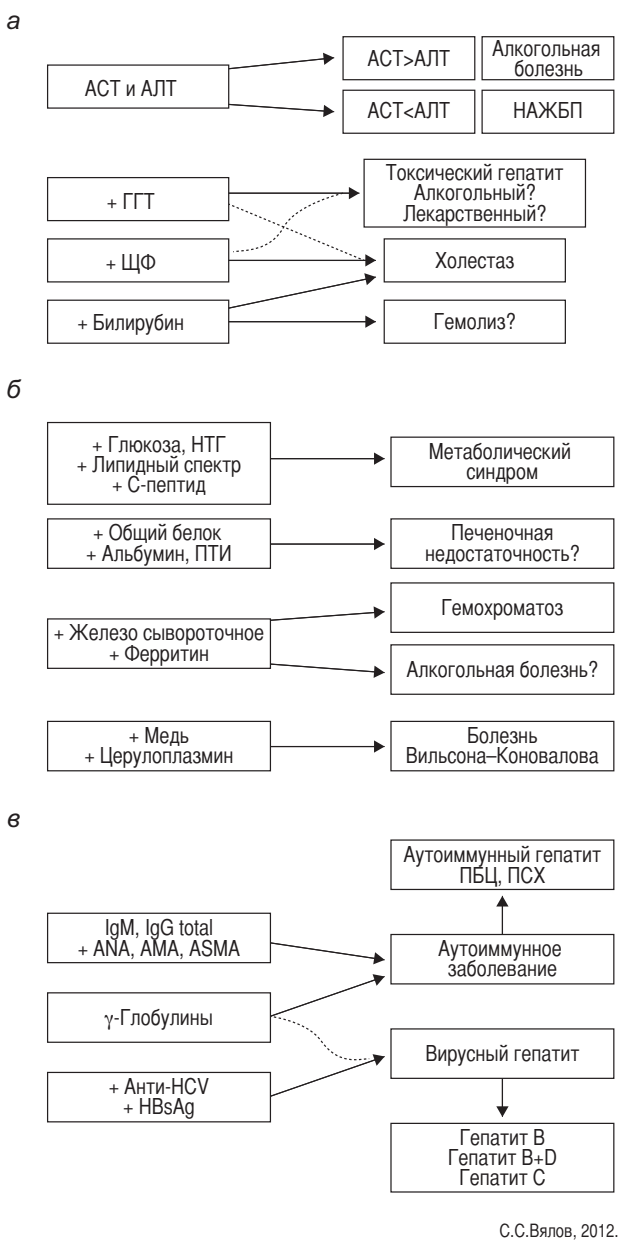 а
АСТ и АЛТ
АСТ>АЛТ
Алкогольная
болезнь
АСТ<АЛТ
НАЖБП
+ ГГТ
Токсический гепатит
Алкогольный?
Лекарственный?
+ ЩФ
Холестаз
+ Билирубин
Гемолиз?
б
+ Глюкоза, НТГ
+ Липидный спектр
+ С-пептид
Метаболический
синдром
+ Общий белок
+ Альбумин, ПТИ
Печеночная
недостаточность?
+ Железо сывороточное
+ Ферритин
Гемохроматоз
Алкогольная болезнь?
+ Медь
+ Церулоплазмин
Болезнь
Вильсона–Коновалова
в
Аутоиммунный гепатит
ПБЦ, ПСХ
IgM, IgG total
+ ANA, AMA, ASMA
Аутоиммунное
заболевание
γ-Глобулины
Вирусный гепатит
+ Анти-HCV
+ HBsAg
Гепатит В
Гепатит В+D
Гепатит С
С.С.Вялов, 2012.